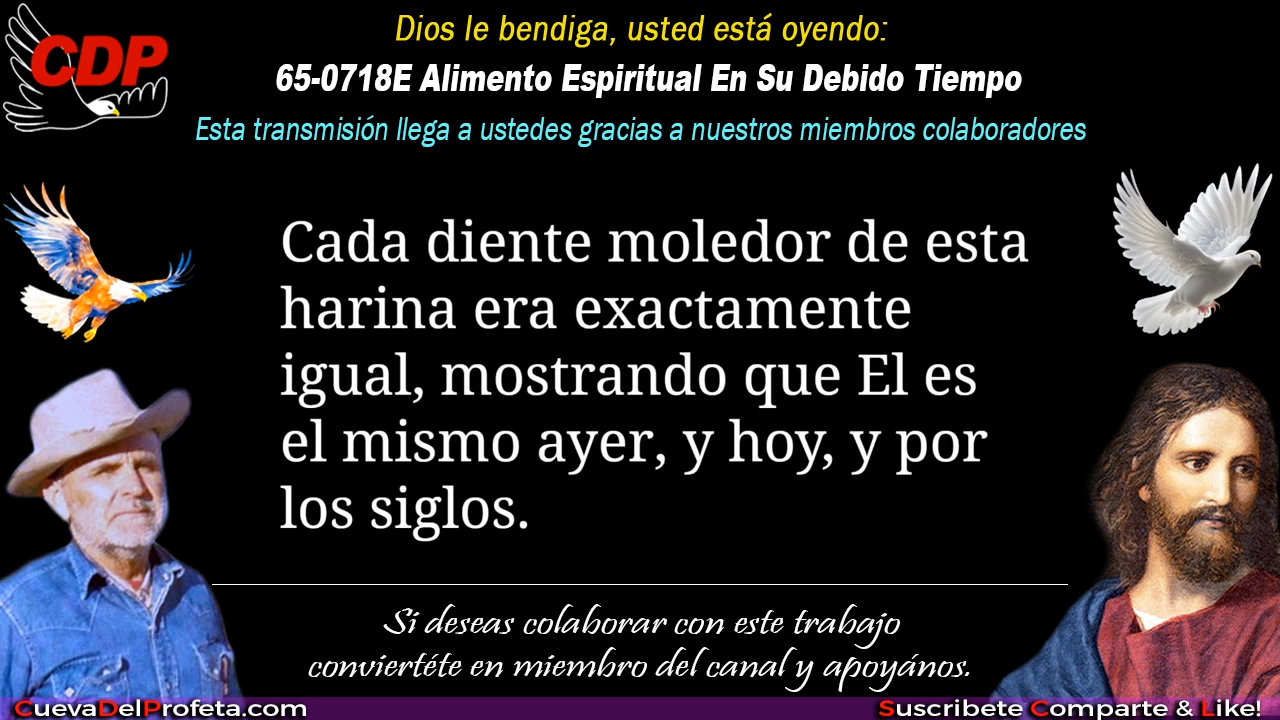 CDP
Dios le bendiga, usted está oyendo:
65-0718E Alimento Espiritual En Su Debido Tiempo
Esta transmisión llega a ustedes gracias a nuestros miembros colaboradores
Cada diente moledor de esta
harina era exactamente
igual, mostrando que El es
el mismo ayer, y hoy, y por
los siglos.
Si deseas colaborar con este trabajo
conviertéte en miembro del canal y apoyános.
CuevaDelProfeta.com
Suscribete Comparte & Like!